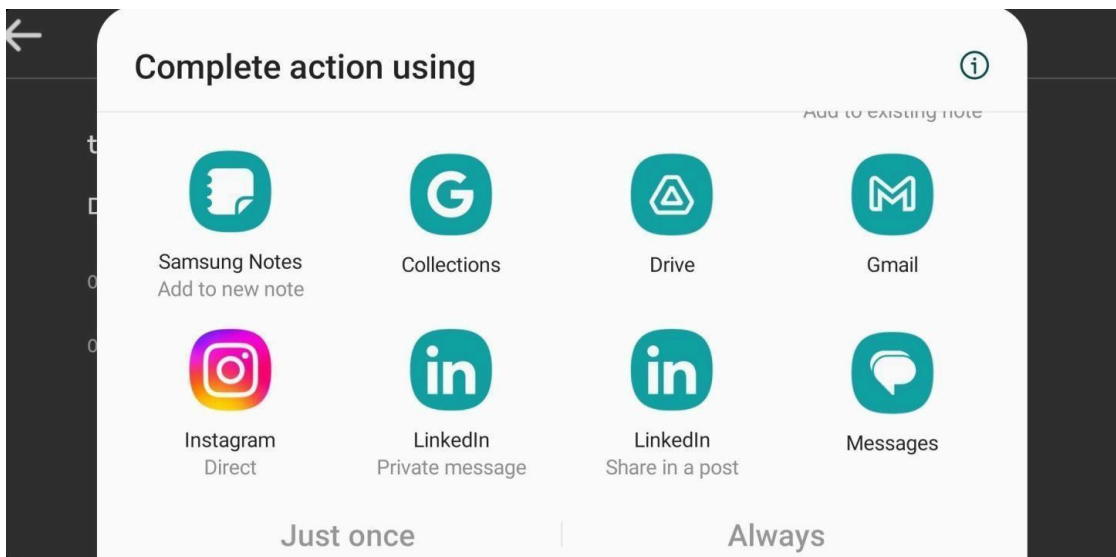 Complete action using
Add to existing note
Samsung Notes
Add to new note
Collections
Drive
Gmail
Instagram
Direct
LinkedIn
Private message
LinkedIn
Share in a post
Messages
Just once
Always